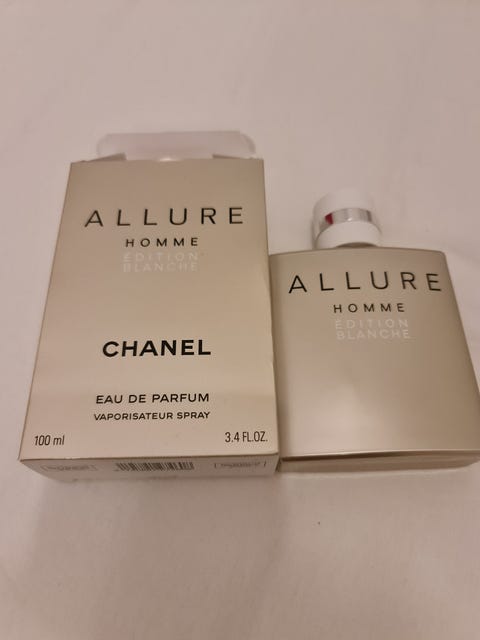 ALLURE
HOMME
ÉDITION
BLANCHE
CHANEL
EAU DE PARFUM
VAPORISATEUR SPRAY
100 ml
3.4 FL.OZ.
ALLURE
HOMME
ÉDITION
BLANCHE